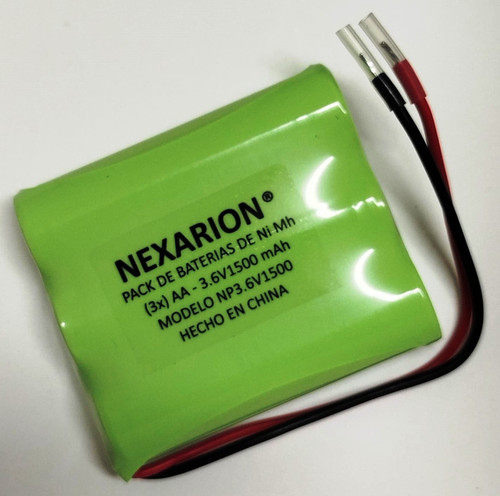 NEXARION®
PACK DE BATERIAS DE Ni Mh
(3x) AA - 3.6V1500 mAh
MODELO NP3.6V1500
HECHO EN CHINA